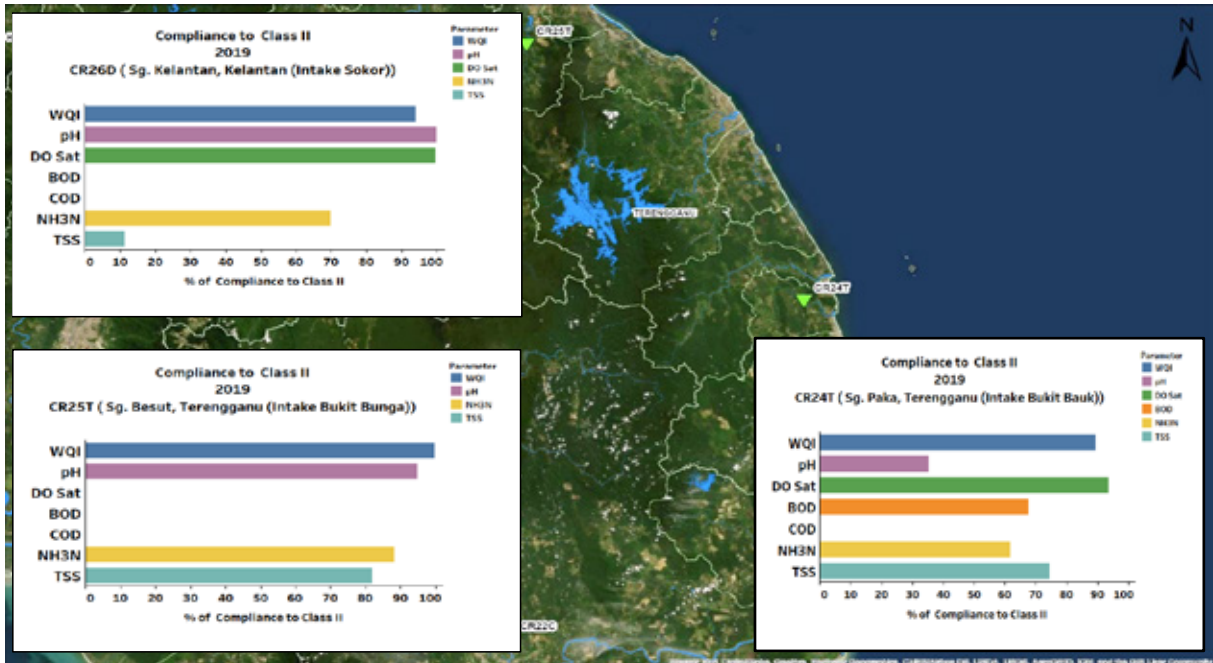 Compliance to Class II
2019
CR26D ( Sg. Kelantan, Kelantan (Intake Sokor))
Parameter
WQI
pH
DO Sat
NH3N
TSS
WQI
pH
DO Sat
BOD
COD
NH3N
TSS
0 10 20 30 40 50 60 70 80 90 100
% of Compliance to Class II
CR25T
N
TERENGGANU
CR24T
Compliance to Class II
2019
CR25T ( Sg. Besut, Terengganu (Intake Bukit Bunga))
Parameter
WQI
pH
NH3N
TSS
WQI
pH
DO Sat
BOD
COD
NH3N
TSS
0 10 20 30 40 50 60 70 80 90 100
% of Compliance to Class II
CR22C
Compliance to Class II
2019
CR24T ( Sg. Paka, Terengganu (Intake Bukit Bauk))
Parameter
WQI
pH
DO Sat
BOD
NH3N
TSS
WQI
pH
DO Sat
BOD
COD
NH3N
TSS
0 10 20 30 40 50 60 70 80 90 100
% of Compliance to Class II